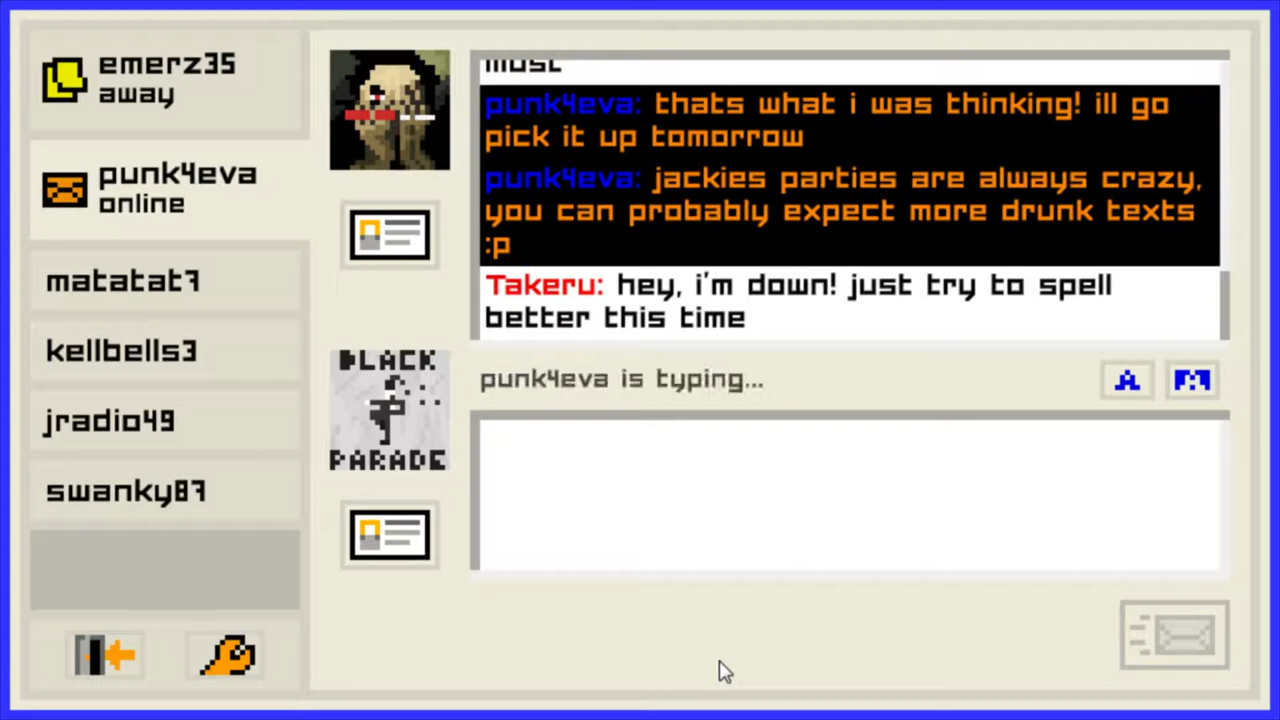 emerz35
away
punk4eva
online
matatat7
kellbells3
jradio49
swanky87
must
punk4eva: thats what i was thinking! ill go
pick it up tomorrow
punk4eva: jackies parties are always crazy,
you can probably expect more drunk texts
:p
Takeru: hey, i'm down! just try to spell
better this time
BLACK
PARADE
punk4eva is typing...
A